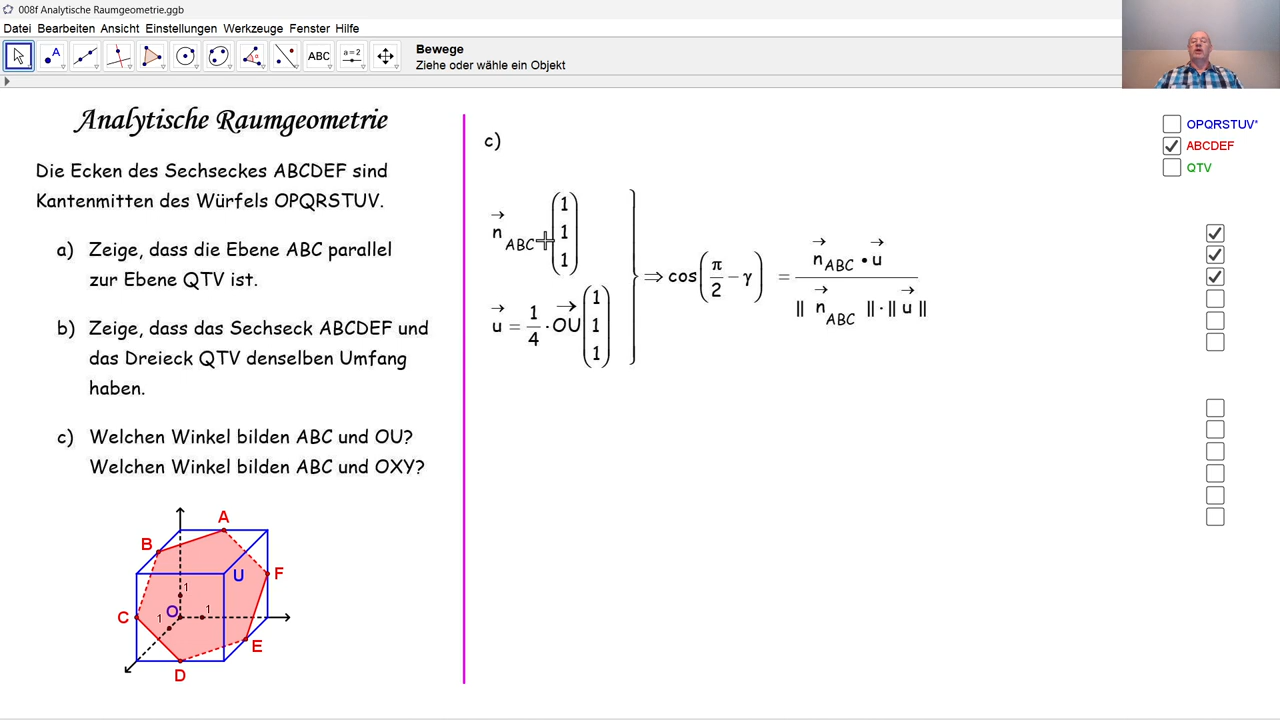 008f Analytische Raumgeometrie.ggb
Datei Bearbeiten Ansicht Einstellungen Werkzeuge Fenster Hilfe
A ABC a=2
Bewege
Ziehe oder wähle ein Objekt
Analytische Raumgeometrie
Die Ecken des Sechseckes ABCDEF sind
Kantenmitten des Würfels OPQRSTUV.
a) Zeige, dass die Ebene ABC parallel
zur Ebene QTV ist.
b) Zeige, dass das Sechseck ABCDEF und
das Dreieck QTV denselben Umfang
haben.
c) Welchen Winkel bilden ABC und OU?
Welchen Winkel bilden ABC und OXY?
A
B
U
F
1
C
1
O
1
E
D
c)
→n ABC (1 1 1)
→u = 1/4 · →OU (1 1 1)
⇒ cos(π/2 − γ) = →n ABC • →u / ‖ →n ABC ‖ · ‖ →u ‖
OPQRSTUV*
ABCDEF
QTV